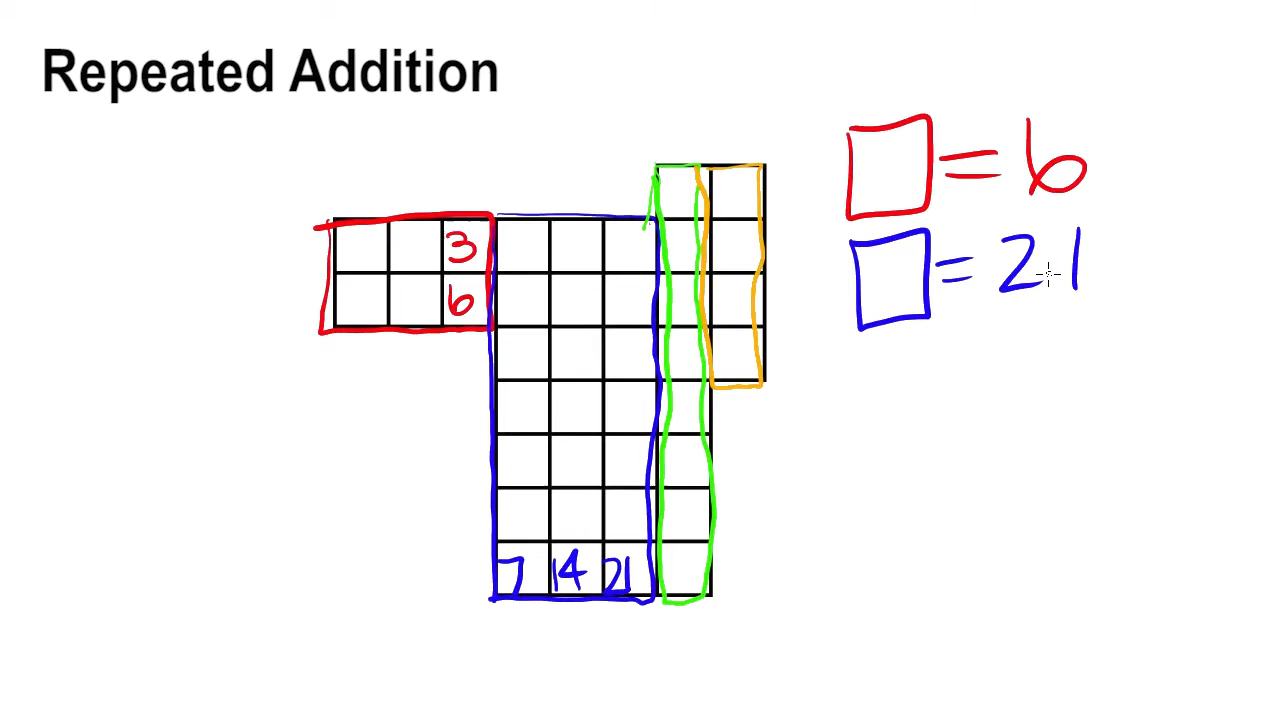 Repeated Addition
= 6
= 21
3
6
7 14 21